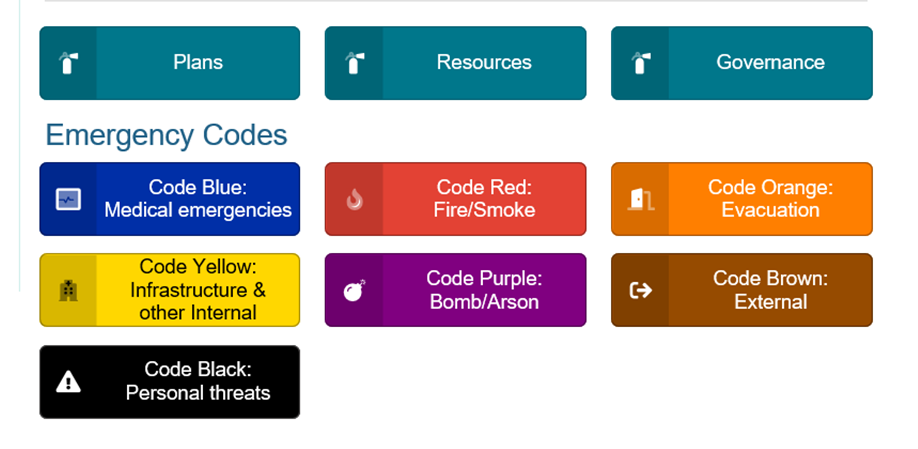 Plans
Resources
Governance
Emergency Codes
Code Blue:
Medical emergencies
Code Red:
Fire/Smoke
Code Orange:
Evacuation
Code Yellow:
Infrastructure &
other Internal
Code Purple:
Bomb/Arson
Code Brown:
External
Code Black:
Personal threats